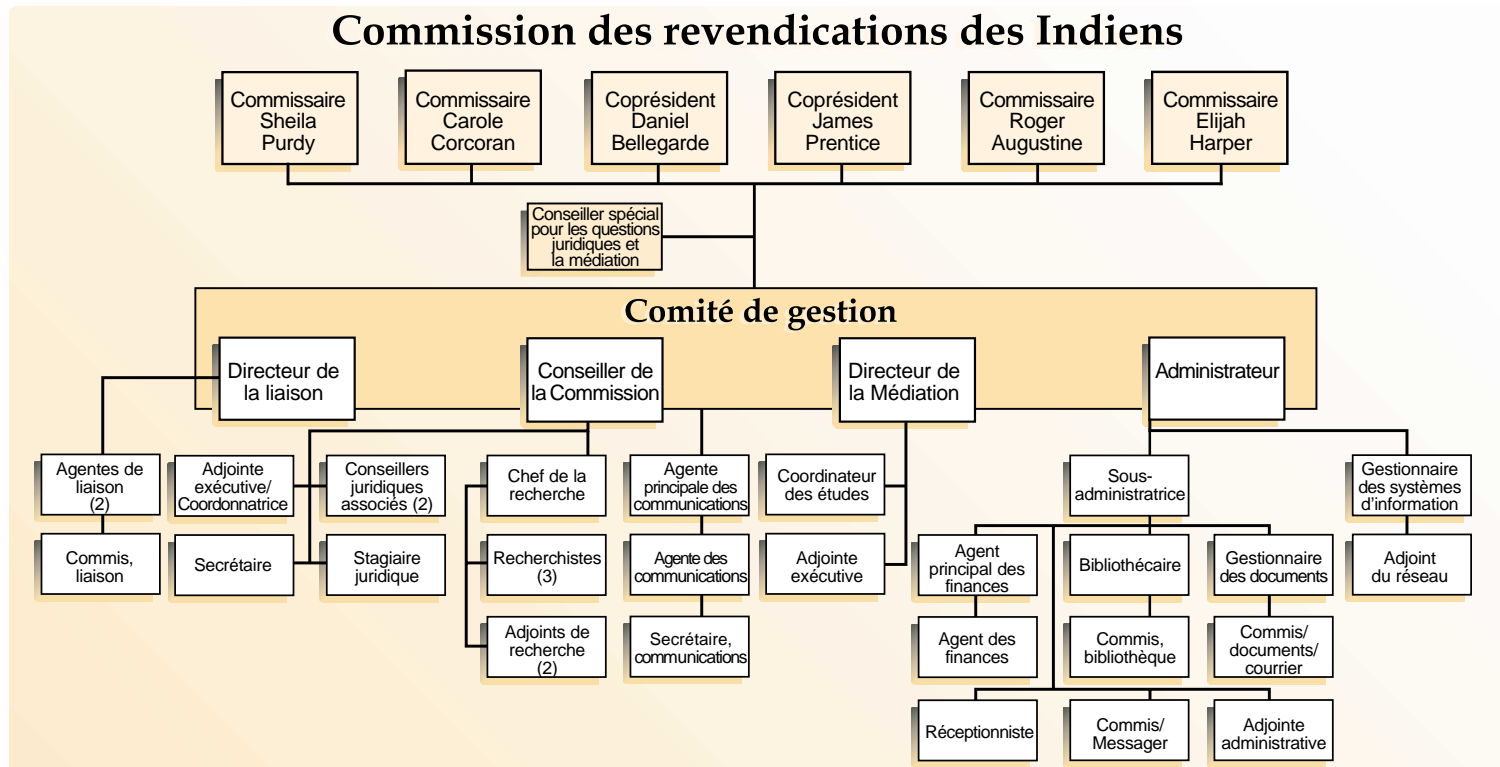 Commission des revendications des Indiens
Commissaire
Sheila
Purdy
Commissaire
Carole
Corcoran
Coprésident
Daniel
Bellegarde
Coprésident
James
Prentice
Commissaire
Roger
Augustine
Commissaire
Elijah
Harper
Conseiller spécial
pour les questions
juridiques et
la médiation
Comité de gestion
Directeur de
la liaison
Conseiller de
la Commission
Directeur de
la Médiation
Administrateur
Agentes de
liaison
(2)
Adjointe
exécutive/
Coordonnatrice
Conseillers
juridiques
associés (2)
Chef de la
recherche
Agente
principale des
communications
Coordinateur
des études
Sous-
administratrice
Gestionnaire
des systèmes
d'information
Commis,
liaison
Secrétaire
Stagiaire
juridique
Recherchistes
(3)
Agente des
communications
Adjointe
exécutive
Agent
principal des
finances
Bibliothécaire
Gestionnaire
des documents
Adjoint
du réseau
Adjoints de
recherche
(2)
Secrétaire,
communications
Agent des
finances
Commis,
bibliothèque
Commis/
documents/
courrier
Réceptionniste
Commis/
Messager
Adjointe
administrative